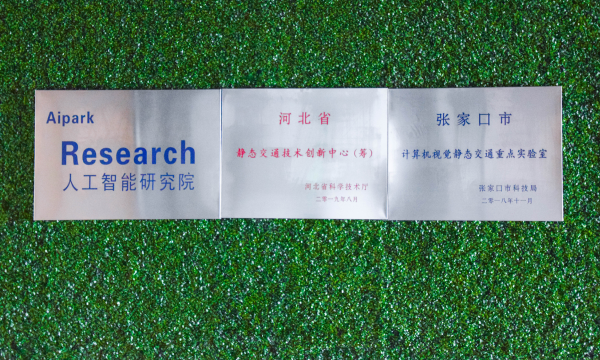 Aipark
Research
人工智能研究院
河北省
静态交通技术创新中心(筹)
河北省科学技术厅
二零一九年八月
张家口市
计算机视觉静态交通重点实验室
张家口市科技局
二零一八年十一月